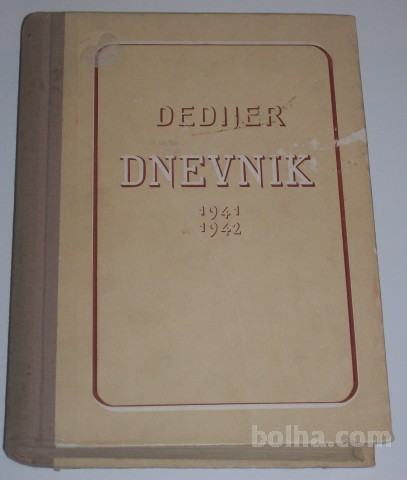 DEDIJER
DNEVNIK
1941
1942
bolha.com